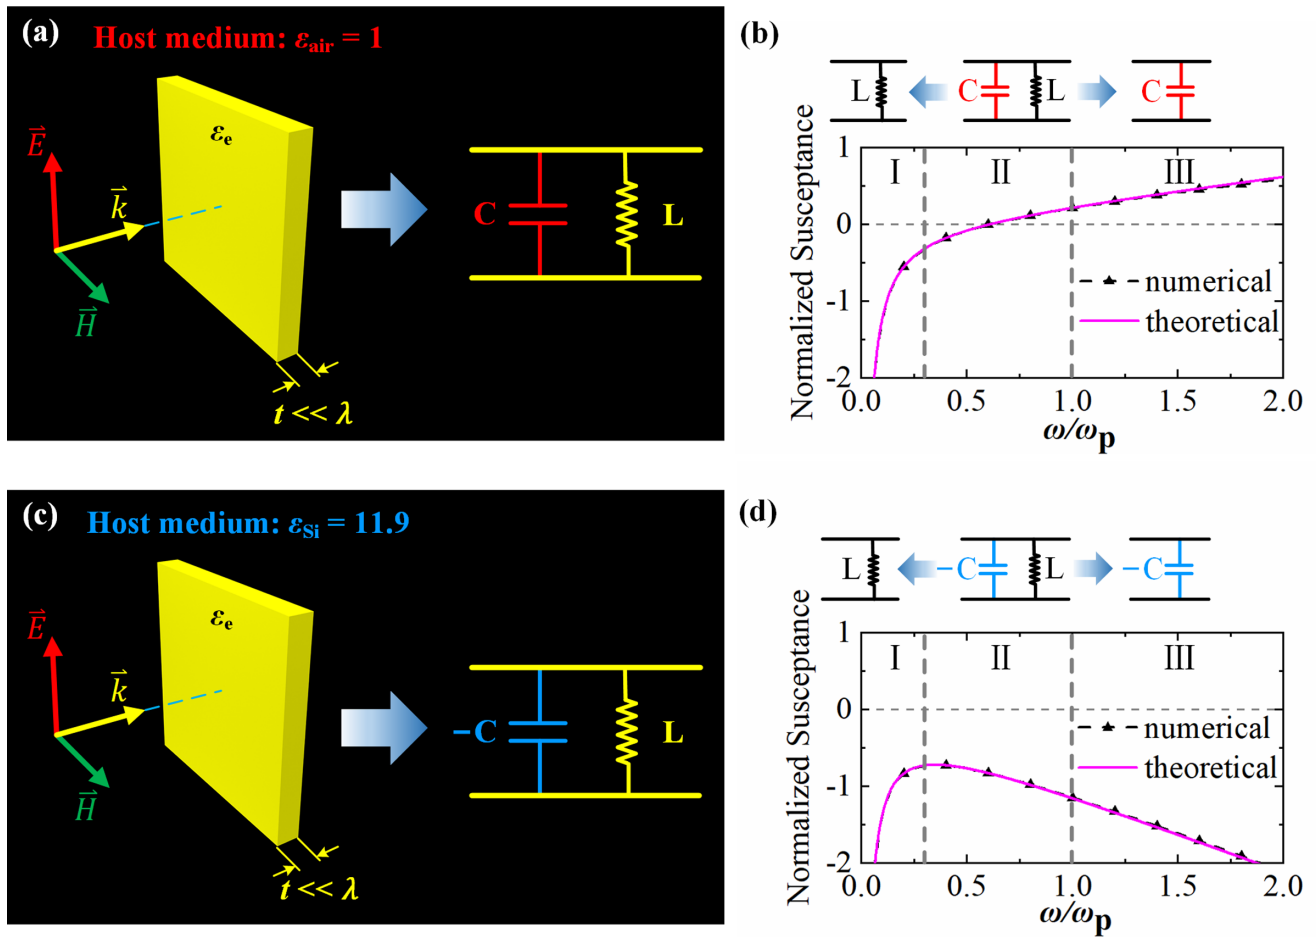 (a)
Host medium: εair = 1
εe
E
k
H
C
L
t << λ
(b)
L
C
L
C
Normalized Susceptance
1
0
-1
-2
I
II
III
numerical
theoretical
0.0
0.5
1.0
1.5
2.0
ω/ωp
(c)
Host medium: εSi = 11.9
εe
E
k
H
−C
L
t << λ
(d)
L
−C
L
−C
Normalized Susceptance
1
0
-1
-2
I
II
III
numerical
theoretical
0.0
0.5
1.0
1.5
2.0
ω/ωp